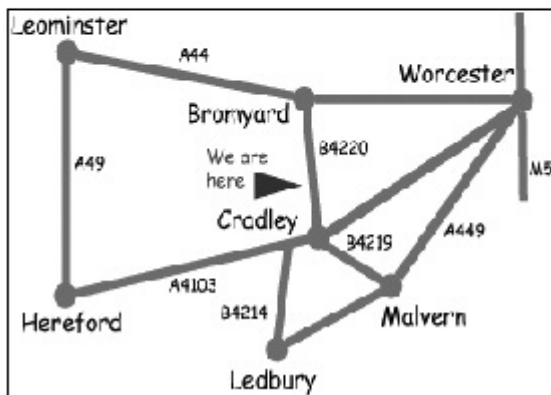 Leominster
A44
Worcester
Bromyard
B4220
We are
here
A49
M5
Cradley
B4219
A449
A4103
B4214
Hereford
Malvern
Ledbury